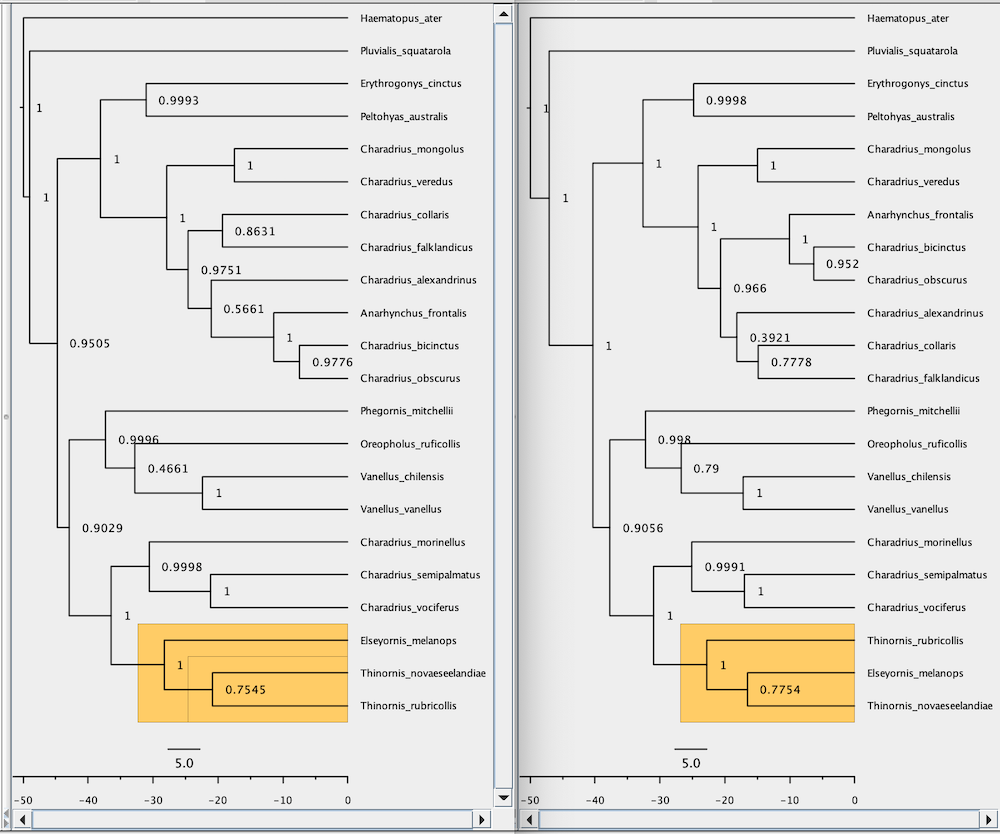 Haematopus_ater
Pluvialis_squatarola
Erythrogonys_cinctus
0.9993
Peltohyas_australis
1
Charadrius_mongolus
1
1
Charadrius_veredus
1
Charadrius_collaris
1
0.8631
Charadrius_falklandicus
0.9751
Charadrius_alexandrinus
0.5661
Anarhynchus_frontalis
1
0.9505
Charadrius_bicinctus
0.9776
Charadrius_obscurus
Phegornis_mitchellii
0.9996
Oreopholus_ruficollis
0.4661
Vanellus_chilensis
1
Vanellus_vanellus
0.9029
Charadrius_morinellus
0.9998
Charadrius_semipalmatus
1
Charadrius_vociferus
1
Elseyornis_melanops
1
Thinornis_novaeseelandiae
0.7545
Thinornis_rubricollis
5.0
-50 -40 -30 -20 -10 0
Haematopus_ater
Pluvialis_squatarola
Erythrogonys_cinctus
0.9998
1
Peltohyas_australis
Charadrius_mongolus
1
1
Charadrius_veredus
1
Anarhynchus_frontalis
1
1
Charadrius_bicinctus
0.952
Charadrius_obscurus
0.966
Charadrius_alexandrinus
0.3921
1
Charadrius_collaris
0.7778
Charadrius_falklandicus
Phegornis_mitchellii
0.998
Oreopholus_ruficollis
0.79
Vanellus_chilensis
1
Vanellus_vanellus
0.9056
Charadrius_morinellus
0.9991
Charadrius_semipalmatus
1
Charadrius_vociferus
1
Thinornis_rubricollis
1
Elseyornis_melanops
0.7754
Thinornis_novaeseelandiae
5.0
-50 -40 -30 -20 -10 0